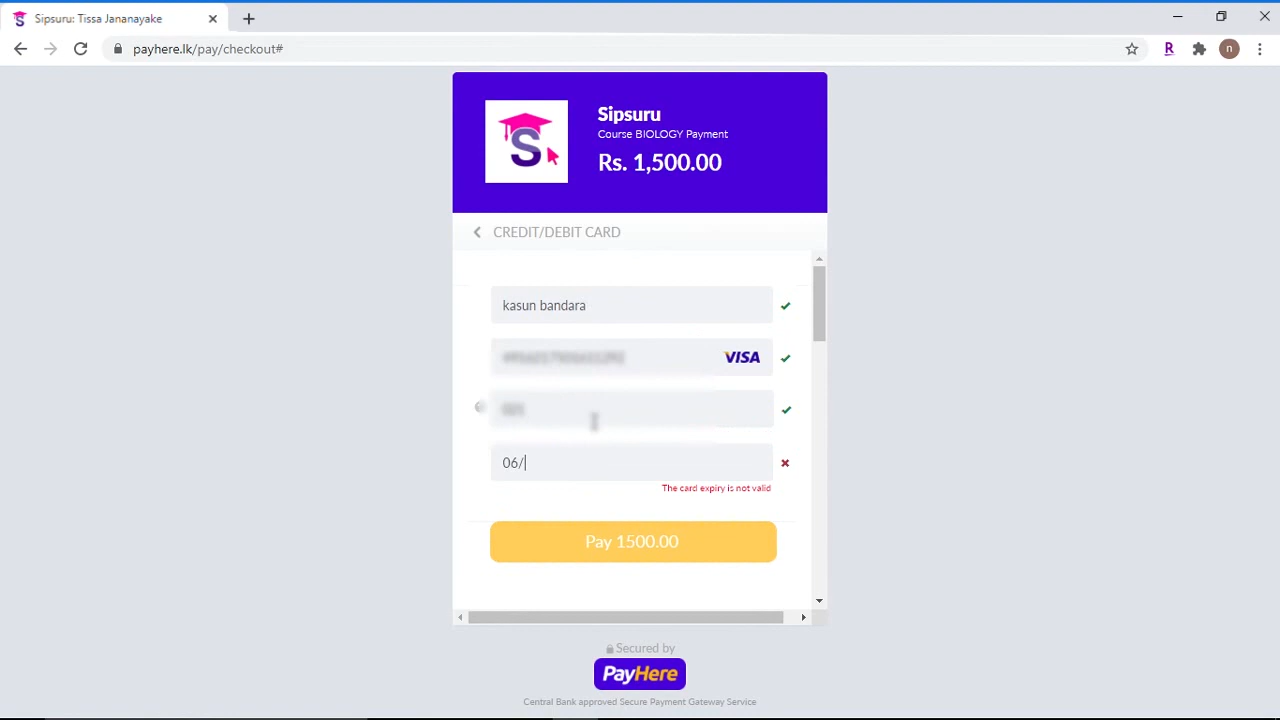 Sipsuru: Tissa Jananayake
payhere.lk/pay/checkout#
R
n
S
Sipsuru
Course BIOLOGY Payment
Rs. 1,500.00
CREDIT/DEBIT CARD
kasun bandara
VISA
06/
The card expiry is not valid
Pay 1500.00
Secured by
PayHere
Central Bank approved Secure Payment Gateway Service